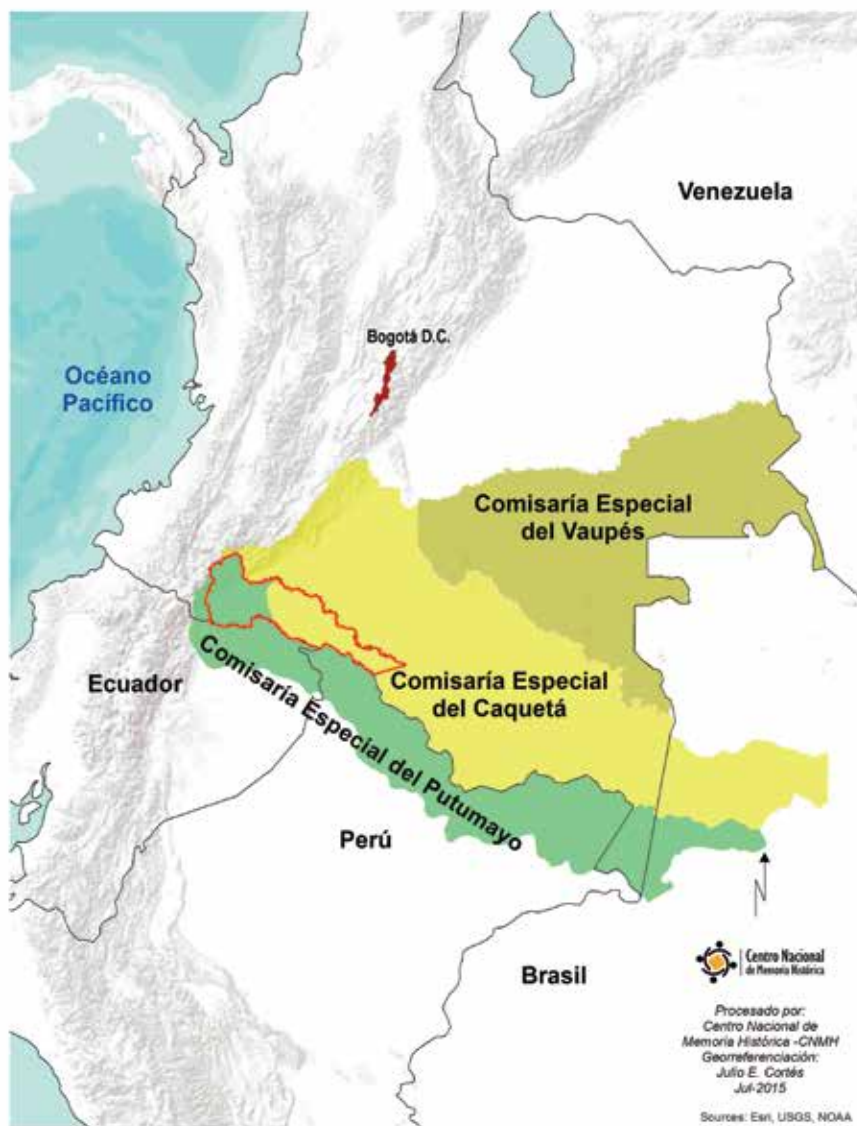 Venezuela
Bogotá D.C.
Océano
Pacífico
Comisaría Especial
del Vaupés
Comisaría Especial
del Caquetá
Ecuador
Comisaría Especial del Putumayo
Perú
Brasil
N
Centro Nacional
de Memoria Histórica
Procesado por:
Centro Nacional de
Memoria Histórica -CNMH
Georreferenciación:
Julio E. Cortés
Jul-2015
Sources: Esri, USGS, NOAA